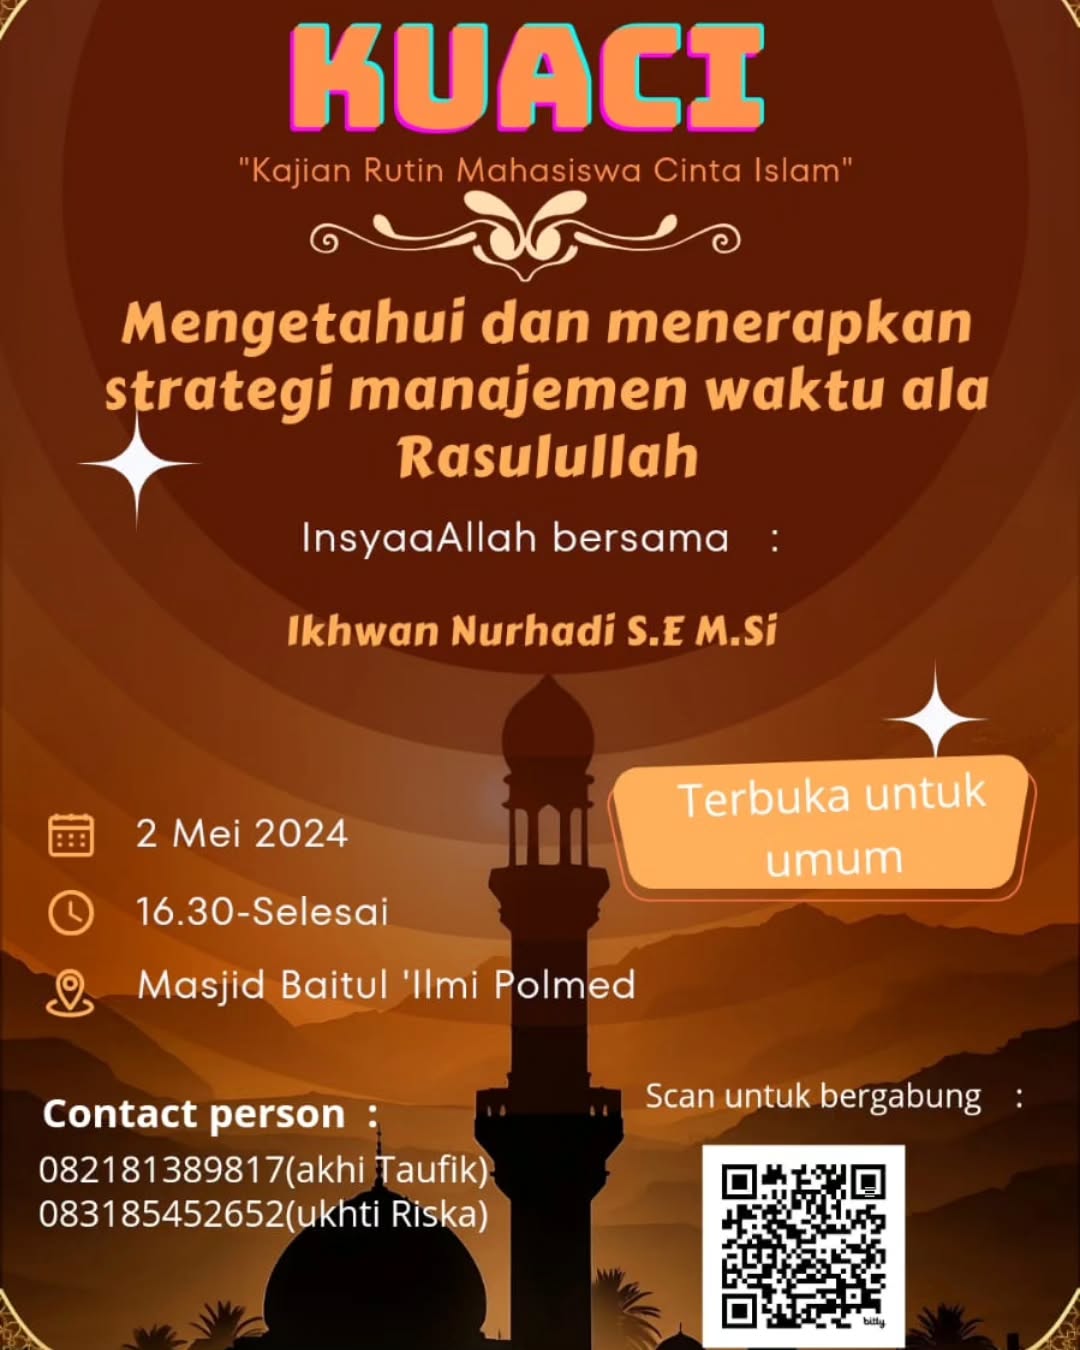 KUACI
"Kajian Rutin Mahasiswa Cinta Islam"
Mengetahui dan menerapkan
strategi manajemen waktu ala
Rasulullah
InsyaaAllah bersama :
Ikhwan Nurhadi S.E M.Si
Terbuka untuk
umum
2 Mei 2024
16.30-Selesai
Masjid Baitul 'Ilmi Polmed
Contact person :
082181389817(akhi Taufik)
083185452652(ukhti Riska)
Scan untuk bergabung :
bitly